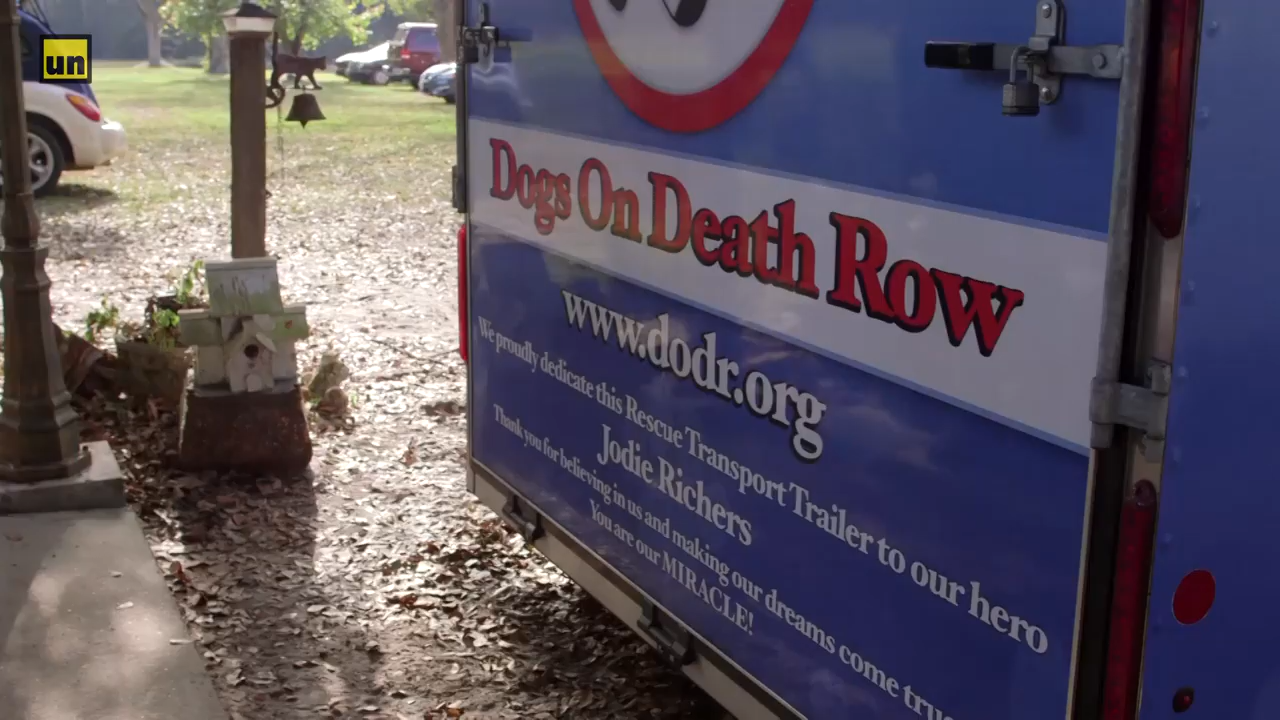 un
Dogs On Death Row
www.dodr.org
We proudly dedicate this Rescue Transport Trailer to our hero
Jodie Richers
Thank you for believing in us and making our dreams come true
You are our MIRACLE!